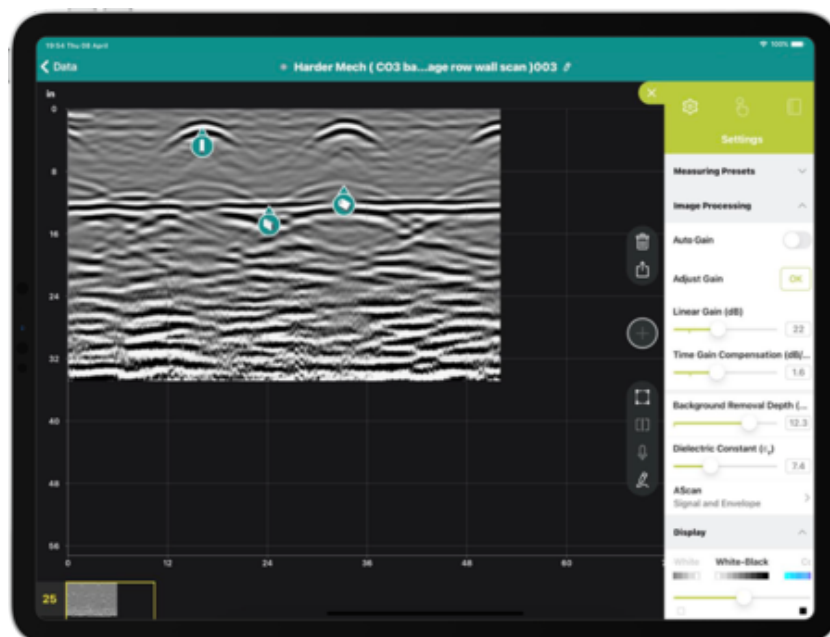 19:54 Thu 08 April
100%
Data
Harder Mech ( CO3 ba...age row wall scan )003
in
0
8
16
24
32
40
48
56
0
12
24
36
48
60
25
Settings
Measuring Presets
Image Processing
Auto Gain
Adjust Gain
OK
Linear Gain (dB)
22
Time Gain Compensation (dB/...
1.6
Background Removal Depth (...
12.3
Dielectric Constant (εr)
7.4
AScan
Signal and Envelope
Display
White
White-Black